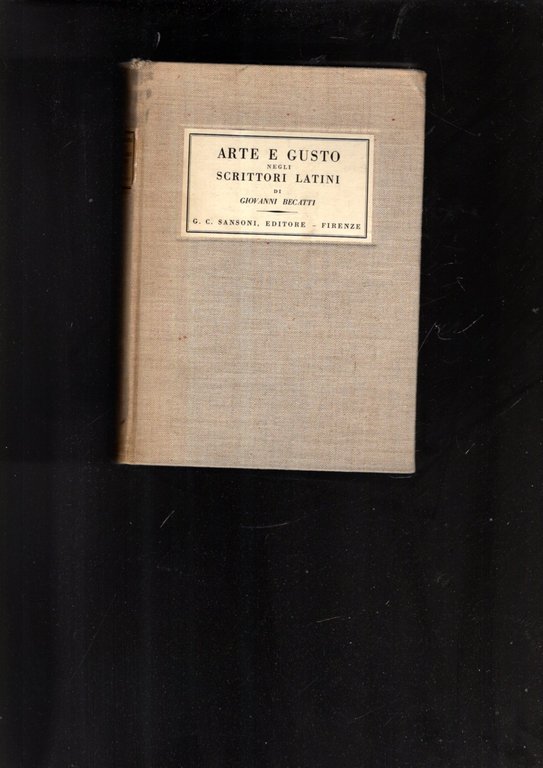 ARTE E GUSTO
NEGLI
SCRITTORI LATINI
DI
GIOVANNI BECATTI
G. C. SANSONI, EDITORE - FIRENZE